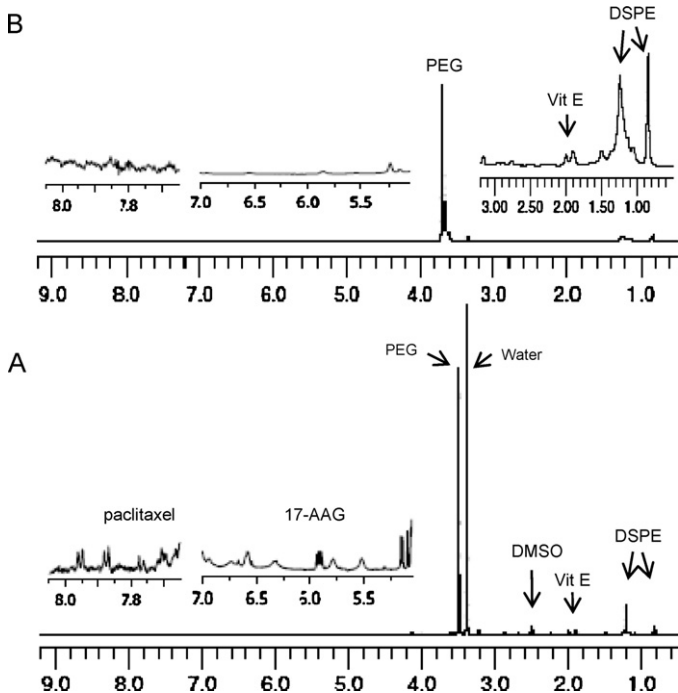 B
DSPE
PEG
Vit E
8.0 7.8
7.0 6.5 6.0 5.5
3.00 2.50 2.00 1.50 1.00
9.0 8.0 7.0 6.0 5.0 4.0 3.0 2.0 1.0
A
PEG
Water
paclitaxel 17-AAG
DSPE
DMSO
Vit E
8.0 7.8
7.0 6.5 5.0 5.5
9.0 8.0 7.0 6.0 5.0 4.0 3.0 2.0 1.0